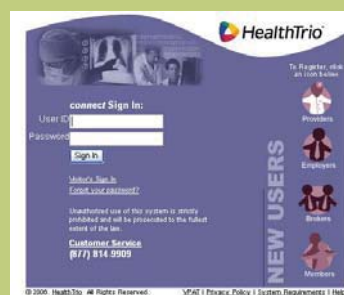 HealthTrio
To Register, click
an icon below
connect Sign In:
User ID
Password
Sign In
Providers
Employers
Visitor's Sign In
Forgot your password?
Brokers
Unauthorized use of this system is strictly
prohibited and will be prosecuted to the fullest
extent of the law.
Customer Service
(877) 814-9909
NEW USERS
Members
© 2006 HealthTrio All Rights Reserved
VPAT | Privacy Policy | System Requirements | Help